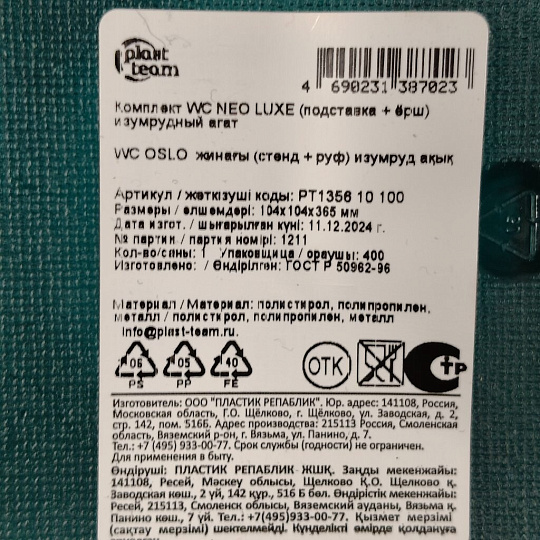 plast
team
4 690231 387023
Комплект WC NEO LUXE (подставка + ёрш)
изумрудный агат
WC OSLO жинағы (стенд + руф) изумруд ақық
Артикул / жеткізуші коды: PT1356 10 100
Размеры / өлшемдері: 104x104x365 мм
Дата изгот. / шығарылған күні: 11.12.2024 г.
№ партии / партия нөмірі: 1211
Кол-во/саны: 1 Упаковщица / ораушы: 400
Изготовлено: / Өндірілген: ГОСТ Р 50962-96
Материал / Материал: полистирол, полипропилен,
металл / полистирол, полипропилен, металл
info@plast-team.ru.
06 05 40
PS PP FE
ОТК
СТР
Изготовитель: ООО "ПЛАСТИК РЕПАБЛИК". Юр. адрес: 141108, Россия,
Московская область, Г.О. Щёлково, г. Щёлково, ул. Заводская, д. 2,
стр. 142, пом. 516Б. Адрес производства: 215113 Россия, Смоленская
область, Вяземский р-он, г. Вязьма, ул. Панино, д. 7.
Тел.: +7 (495) 933-00-77. Срок службы (годности) не ограничен.
Для применения в быту.
Өндіруші: ПЛАСТИК РЕПАБЛИК ЖШҚ. Заңды мекенжайы:
141108, Ресей, Мәскеу облысы, Щелково Қ.О. Щелково қ.
Заводская көш., 2 үй, 142 құр., 516 Б бөл. Өндірістік мекенжайы:
Ресей, 215113, Смоленск облысы, Вязьма ауданы, Вязьма қ.
Панино көш., 7 үй. Тел.: +7(495)933-00-77. Қызмет мерзімі
(сақтау мерзімі) шектелмейді. Күнделікті өмірде қолдануға